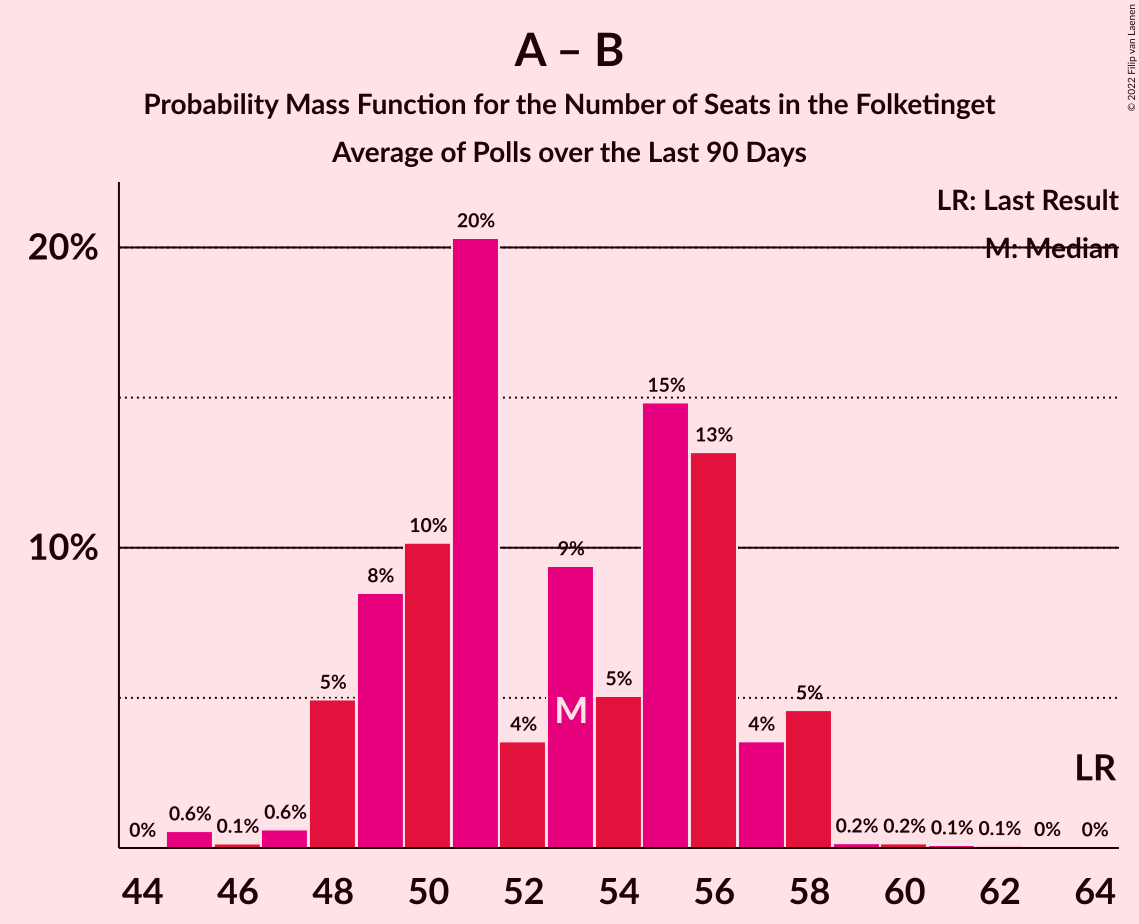 A – B
Probability Mass Function for the Number of Seats in the Folketinget
Average of Polls over the Last 90 Days
© 2022 Filip van Laenen
LR: Last Result
M: Median
20%
10%
0%
0.6%
0.1%
0.6%
5%
8%
10%
20%
4%
9%
5%
15%
13%
4%
5%
0.2%
0.2%
0.1%
0.1%
0%
0%
M
LR
44 46 48 50 52 54 56 58 60 62 64